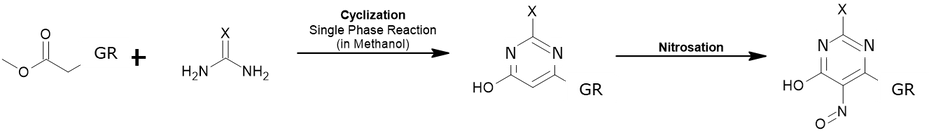 O
O
GR
+
X
H₂N
NH₂
Cyclization
Single Phase Reaction
(in Methanol)
X
N
N
HO
GR
Nitrosation
X
N
N
HO
GR
N
O